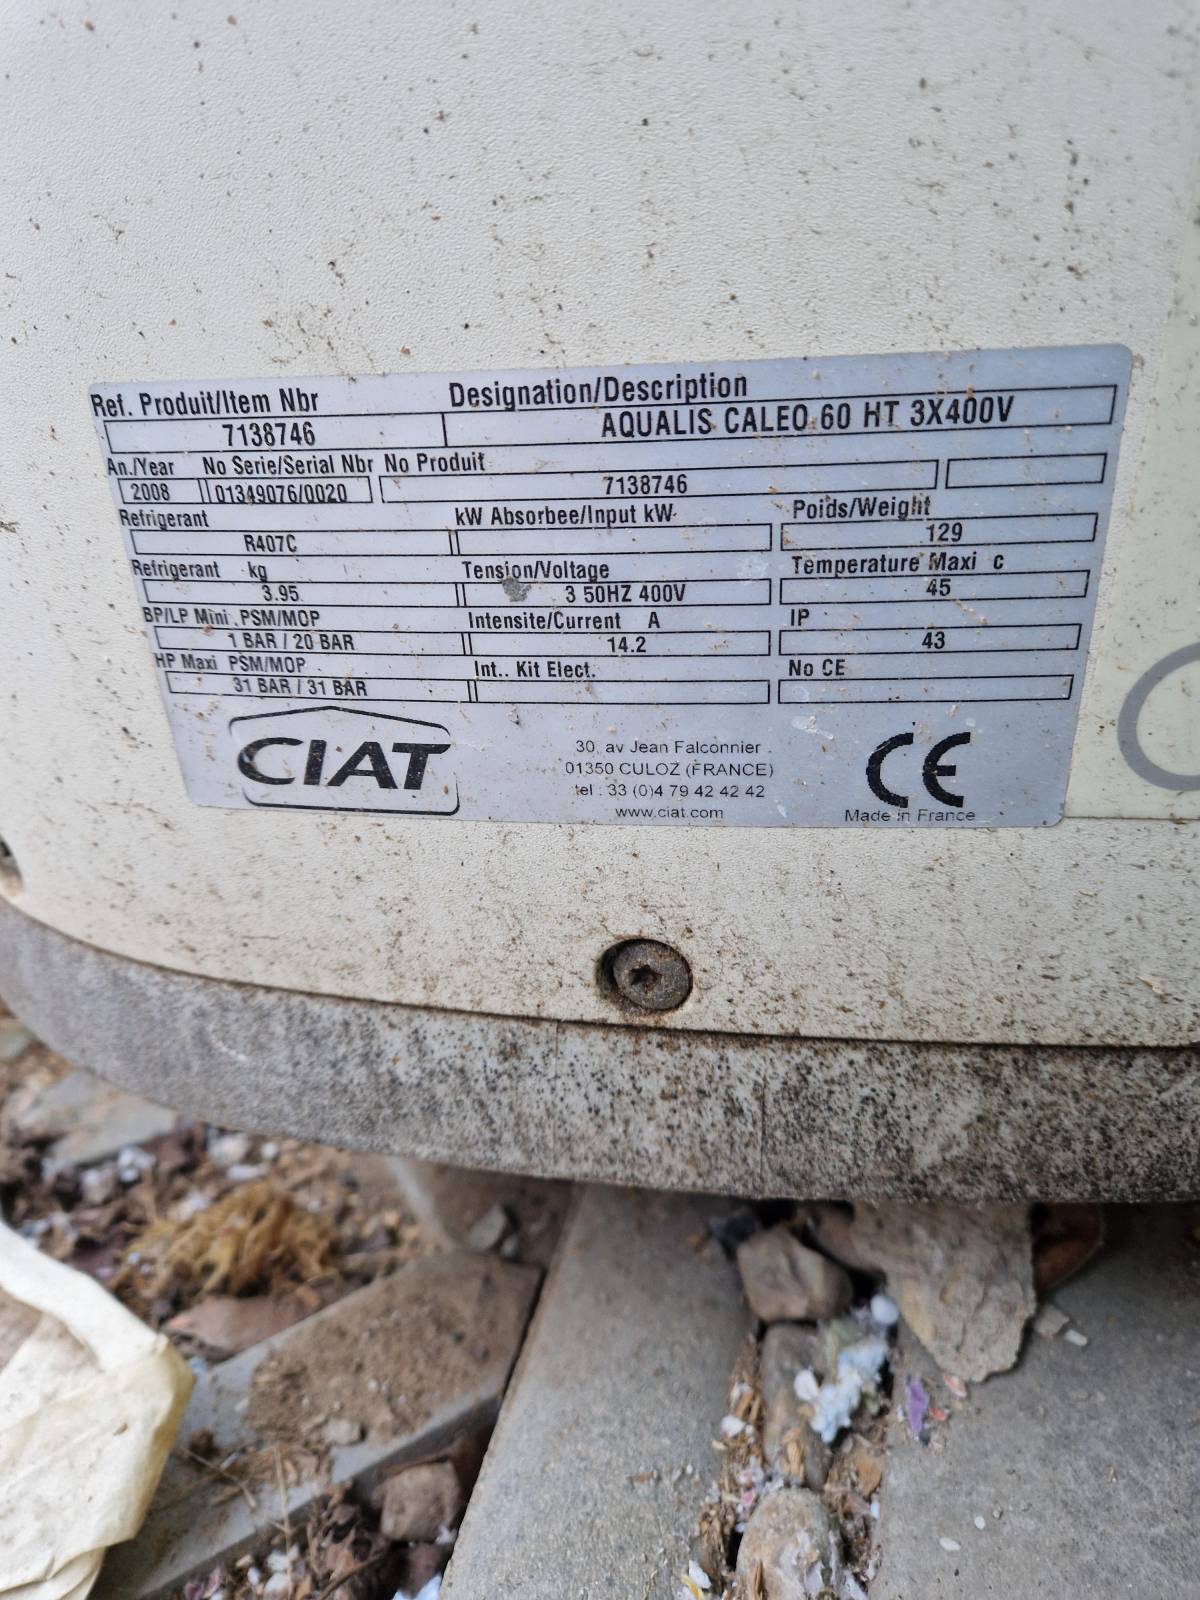 Ref. Produit/Item Nbr Designation/Description
7138746 AQUALIS CALEO 60 HT 3X400V
An./Year No Serie/Serial Nbr No Produit
2008 01349076/0020 7138746
Refrigerant kW Absorbee/Input kW Poids/Weight
R407C 129
Refrigerant kg Tension/Voltage Temperature Maxi c
3.95 3 50HZ 400V 45
BP/LP Mini PSM/MOP Intensite/Current A IP
1 BAR / 20 BAR 14.2 43
HP Maxi PSM/MOP Int.. Kit Elect. No CE
31 BAR / 31 BAR
CIAT
30, av Jean Falconnier
01350 CULOZ (FRANCE)
tel : 33 (0)4 79 42 42 42
www.ciat.com
CE
Made in France